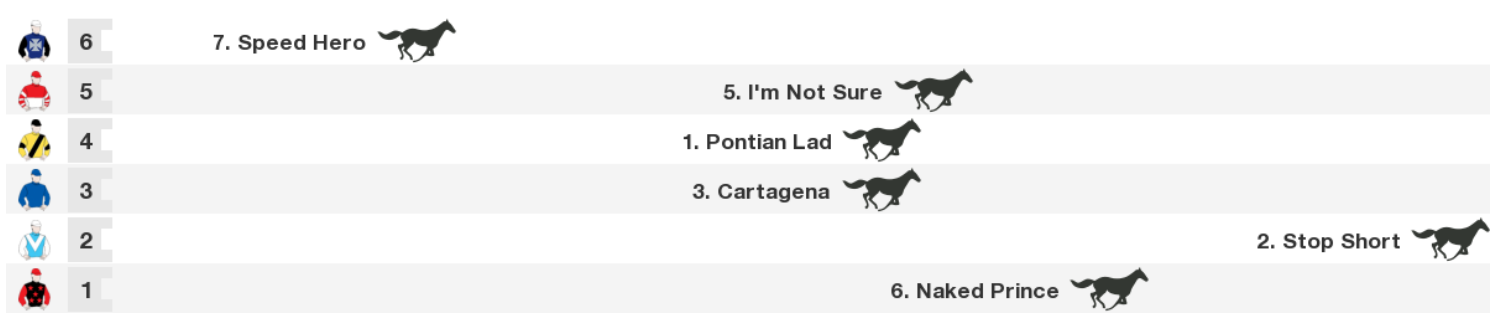 6 7. Speed Hero
5 5. I'm Not Sure
4 1. Pontian Lad
3 3. Cartagena
2 2. Stop Short
1 6. Naked Prince